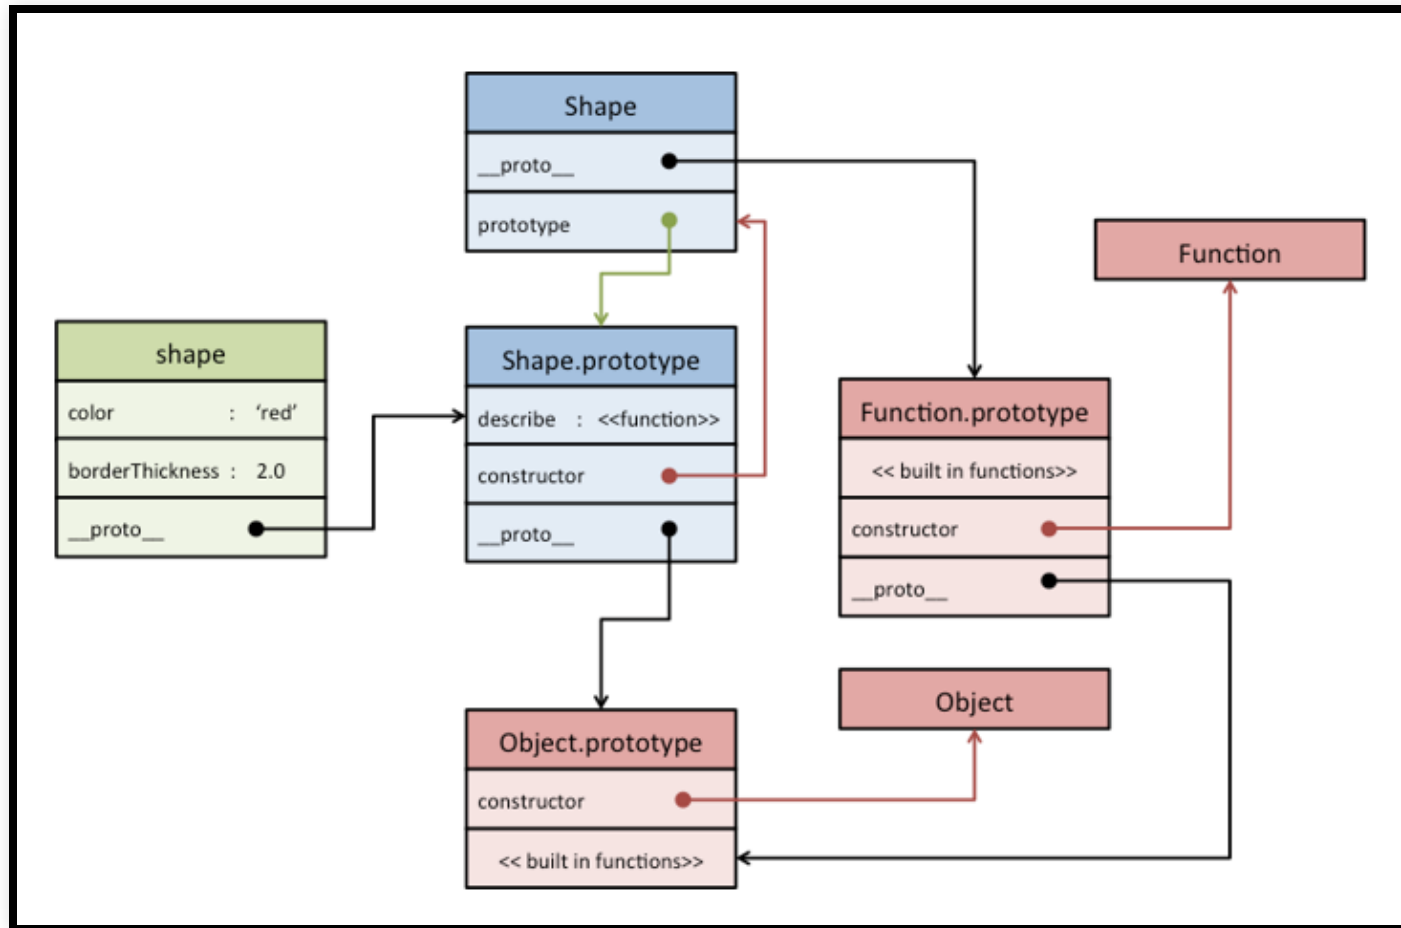 Shape
__proto__
prototype
Function
shape
color : ‘red’
borderThickness : 2.0
__proto__
Shape.prototype
describe : <<function>>
constructor
__proto__
Function.prototype
<< built in functions>>
constructor
__proto__
Object
Object.prototype
constructor
<< built in functions>>